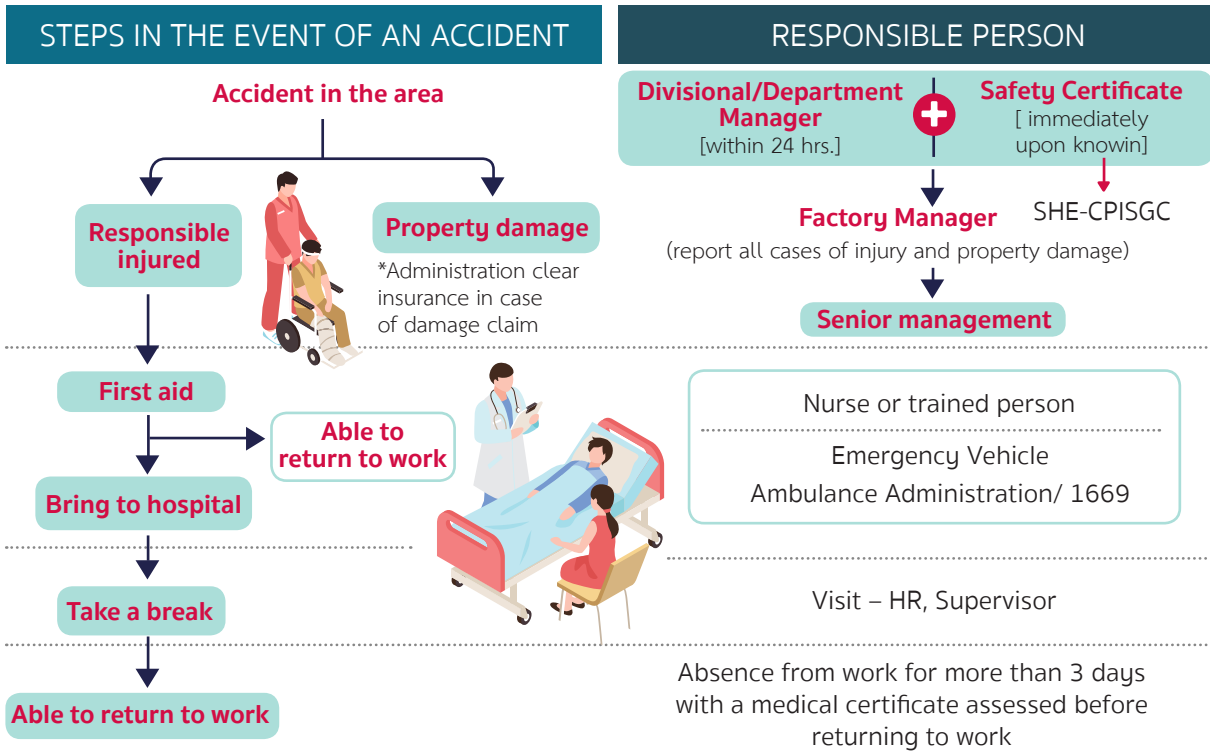 STEPS IN THE EVENT OF AN ACCIDENT
Accident in the area
Responsible
injured
Property damage
*Administration clear
insurance in case
of damage claim
First aid
Able to
return to work
Bring to hospital
Take a break
Able to return to work
RESPONSIBLE PERSON
Divisional/Department
Manager
[within 24 hrs.]
Safety Certificate
[ immediately
upon knowin]
Factory Manager
SHE-CPISGC
(report all cases of injury and property damage)
Senior management
Nurse or trained person
Emergency Vehicle
Ambulance Administration/ 1669
Visit – HR, Supervisor
Absence from work for more than 3 days
with a medical certificate assessed before
returning to work